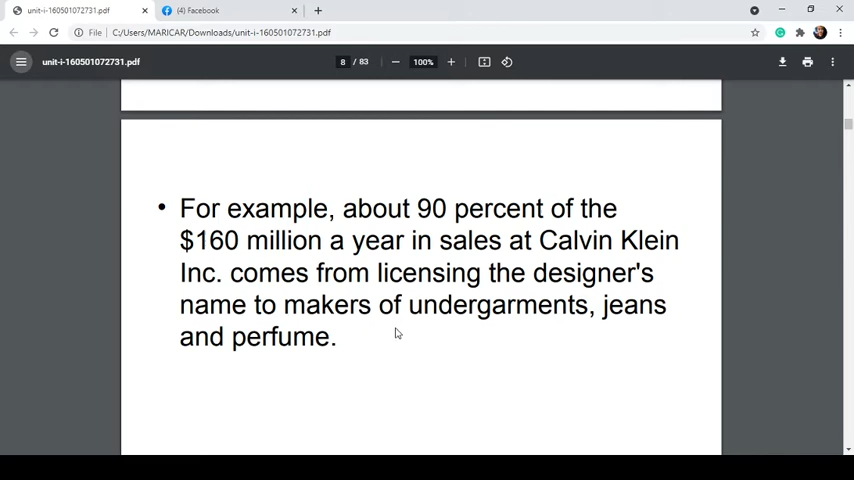 unit-i-160501072731.pdf
(4) Facebook
File
C:/Users/MARICAR/Downloads/unit-i-160501072731.pdf
unit-i-160501072731.pdf
8 / 83
100%
• For example, about 90 percent of the
$160 million a year in sales at Calvin Klein
Inc. comes from licensing the designer's
name to makers of undergarments, jeans
and perfume.